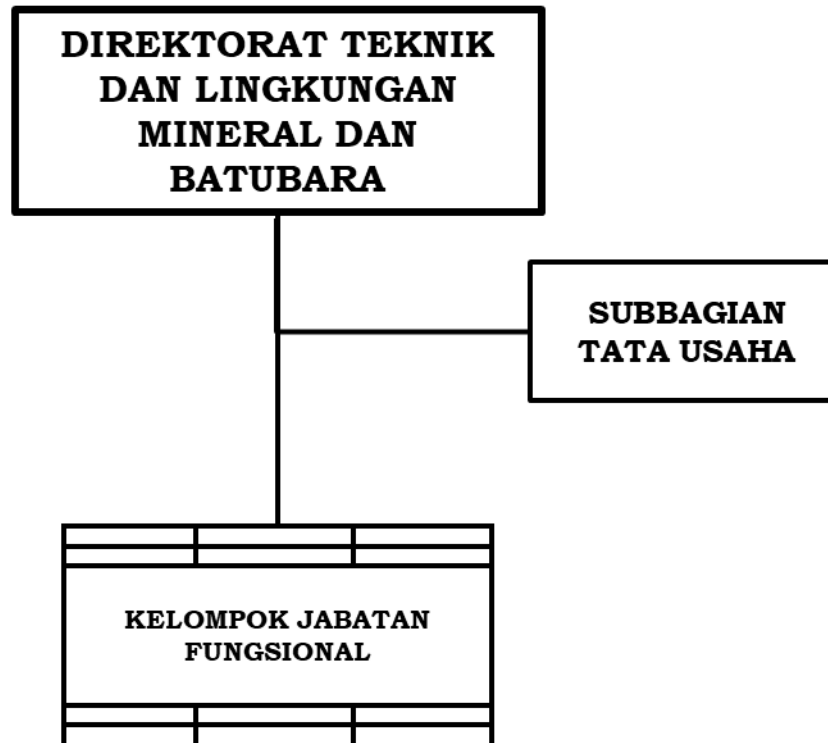 DIREKTORAT TEKNIK
DAN LINGKUNGAN
MINERAL DAN
BATUBARA
SUBBAGIAN
TATA USAHA
KELOMPOK JABATAN
FUNGSIONAL